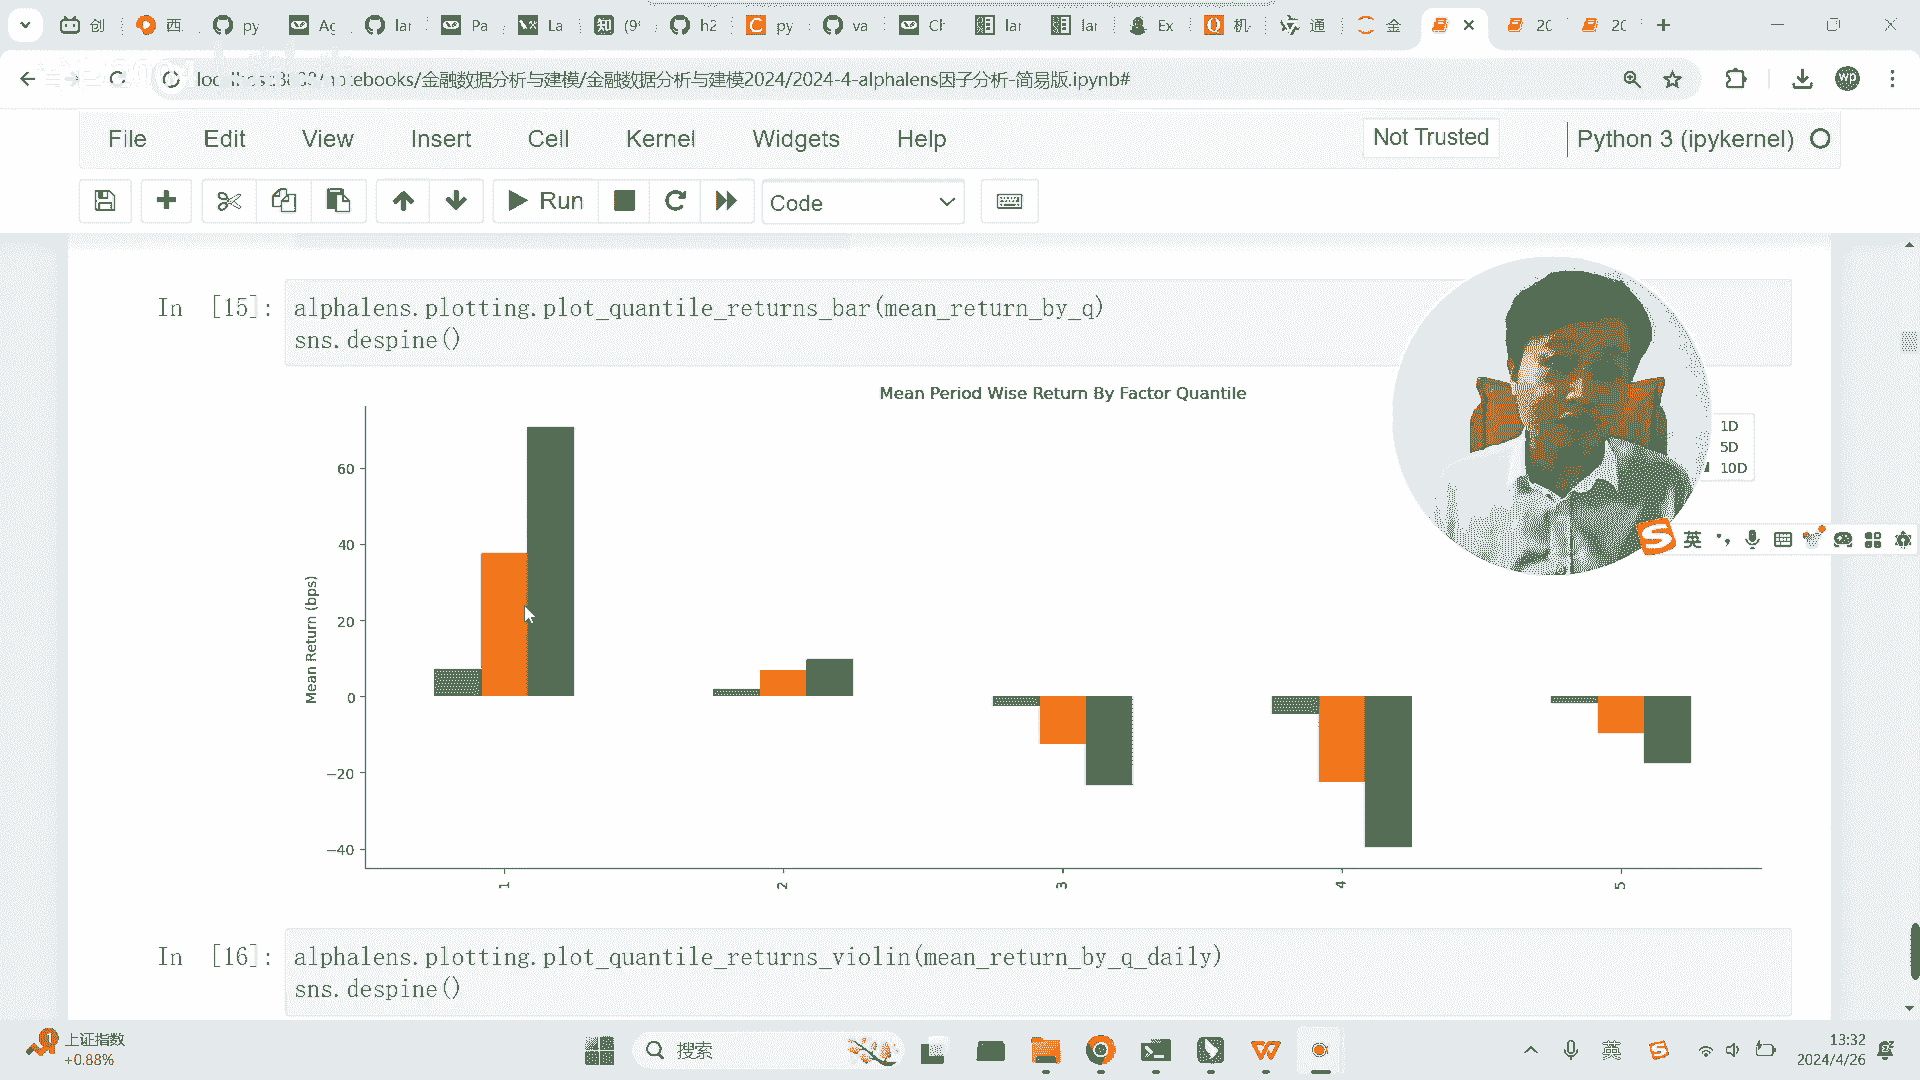 创
西
py
Ag
lar
Pa
La
知 (9
h2
py
va
Ch
lar
lar
Ex
机
通
金
20
20
/金融数据分析与建模/金融数据分析与建模2024/2024-4-alphalens因子分析-简易版.ipynb#
wp
File Edit View Insert Cell Kernel Widgets Help
Not Trusted
Python 3 (ipykernel)
Run
Code
In [15]:
alphalens.plotting.plot_quantile_returns_bar(mean_return_by_q)
sns.despine()
Mean Period Wise Return By Factor Quantile
1D
5D
10D
60
40
20
0
−20
−40
Mean Return (bps)
1 2 3 4 5
英
In [16]:
alphalens.plotting.plot_quantile_returns_violin(mean_return_by_q_daily)
sns.despine()
上证指数
+0.88%
搜索
英
13:32
2024/4/26